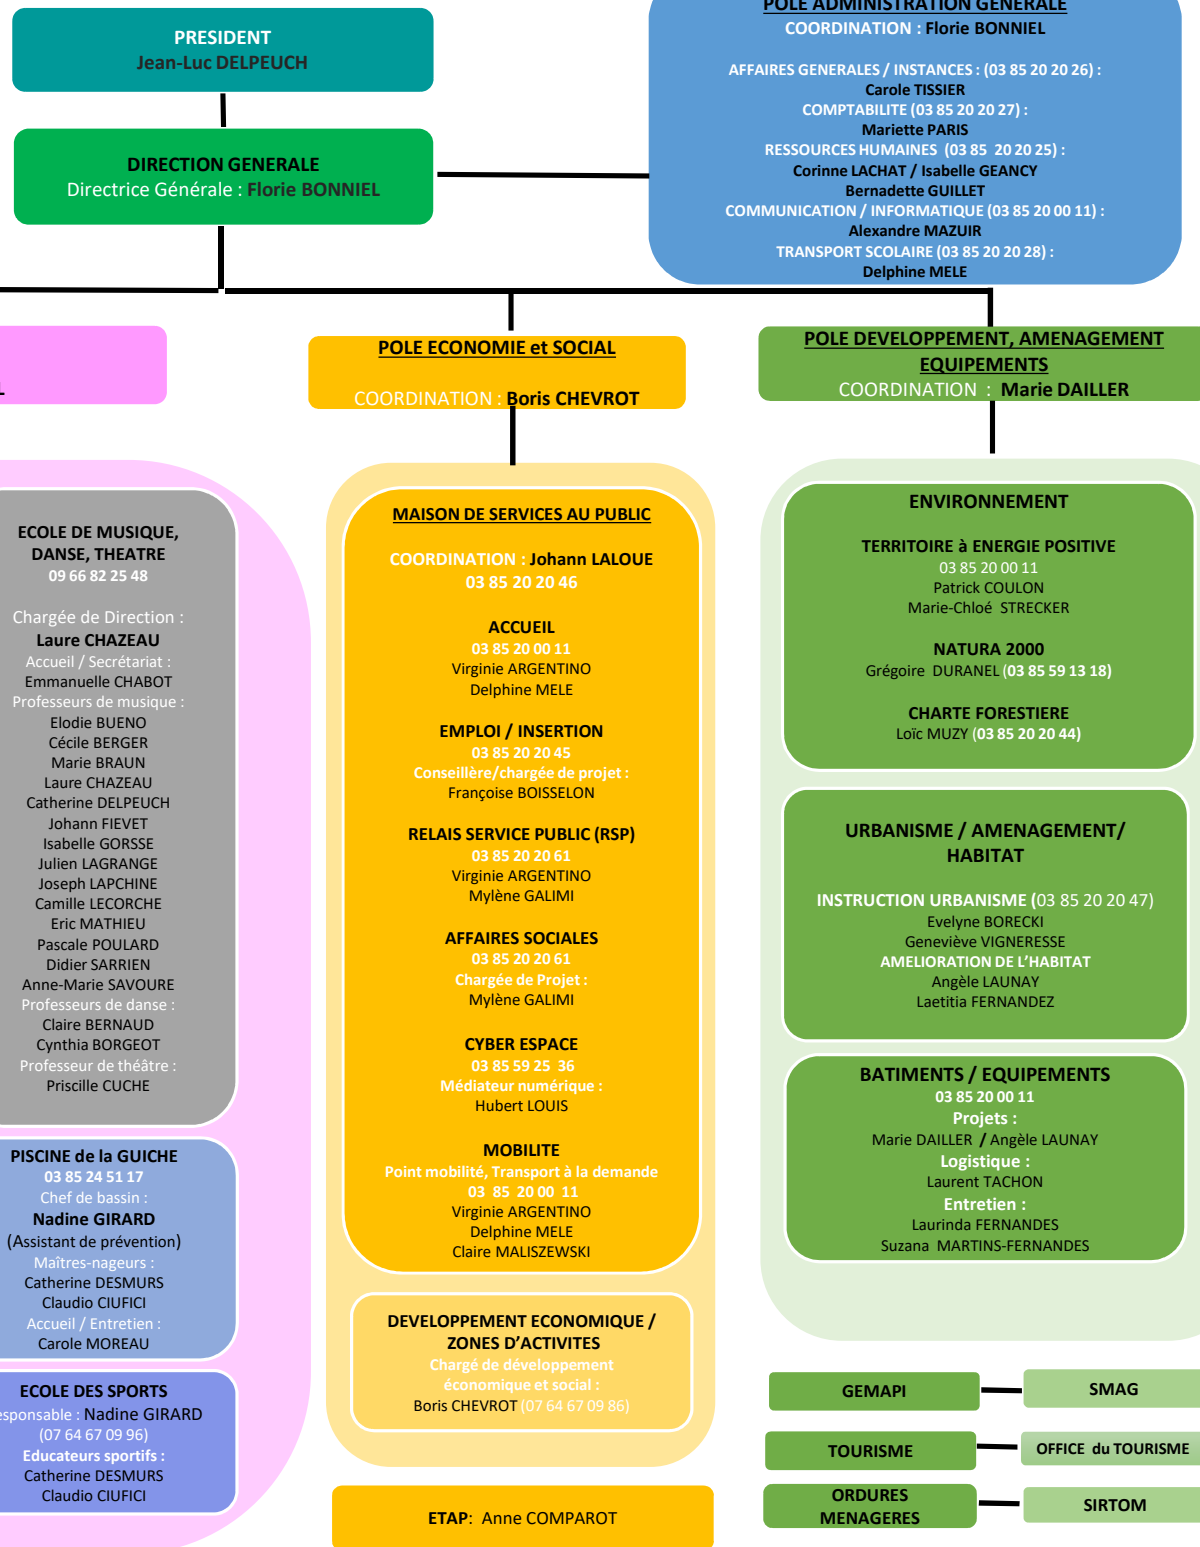 PRESIDENT
Jean-Luc DELPEUCH
DIRECTION GENERALE
Directrice Générale : Florie BONNIEL
POLE ADMINISTRATION GENERALE
COORDINATION : Florie BONNIEL
AFFAIRES GENERALES / INSTANCES : (03 85 20 20 26) :
Carole TISSIER
COMPTABILITE (03 85 20 20 27) :
Mariette PARIS
RESSOURCES HUMAINES (03 85 20 20 25) :
Corinne LACHAT / Isabelle GEANCY
Bernadette GUILLET
COMMUNICATION / INFORMATIQUE (03 85 20 00 11) :
Alexandre MAZUIR
TRANSPORT SCOLAIRE (03 85 20 20 28) :
Delphine MELE
ECOLE DE MUSIQUE,
DANSE, THEATRE
09 66 82 25 48
Chargée de Direction :
Laure CHAZEAU
Accueil / Secrétariat :
Emmanuelle CHABOT
Professeurs de musique :
Elodie BUENO
Cécile BERGER
Marie BRAUN
Laure CHAZEAU
Catherine DELPEUCH
Johann FIEVET
Isabelle GORSSE
Julien LAGRANGE
Joseph LAPCHINE
Camille LECORCHE
Eric MATHIEU
Pascale POULARD
Didier SARRIEN
Anne-Marie SAVOURE
Professeurs de danse :
Claire BERNAUD
Cynthia BORGEOT
Professeur de théâtre :
Priscille CUCHE
PISCINE de la GUICHE
03 85 24 51 17
Chef de bassin :
Nadine GIRARD
(Assistant de prévention)
Maîtres-nageurs :
Catherine DESMURS
Claudio CIUFICI
Accueil / Entretien :
Carole MOREAU
ECOLE DES SPORTS
esponsable : Nadine GIRARD
(07 64 67 09 96)
Educateurs sportifs :
Catherine DESMURS
Claudio CIUFICI
POLE ECONOMIE et SOCIAL
COORDINATION : Boris CHEVROT
MAISON DE SERVICES AU PUBLIC
COORDINATION : Johann LALOUE
03 85 20 20 46
ACCUEIL
03 85 20 00 11
Virginie ARGENTINO
Delphine MELE
EMPLOI / INSERTION
03 85 20 20 45
Conseillère/chargée de projet :
Françoise BOISSELON
RELAIS SERVICE PUBLIC (RSP)
03 85 20 20 61
Virginie ARGENTINO
Mylène GALIMI
AFFAIRES SOCIALES
03 85 20 20 61
Chargée de Projet :
Mylène GALIMI
CYBER ESPACE
03 85 59 25 36
Médiateur numérique :
Hubert LOUIS
MOBILITE
Point mobilité, Transport à la demande
03 85 20 00 11
Virginie ARGENTINO
Delphine MELE
Claire MALISZEWSKI
DEVELOPPEMENT ECONOMIQUE /
ZONES D'ACTIVITES
Chargé de développement
économique et social :
Boris CHEVROT (07 64 67 09 86)
ETAP: Anne COMPAROT
POLE DEVELOPPEMENT, AMENAGEMENT
EQUIPEMENTS
COORDINATION : Marie DAILLER
ENVIRONNEMENT
TERRITOIRE à ENERGIE POSITIVE
03 85 20 00 11
Patrick COULON
Marie-Chloé STRECKER
NATURA 2000
Grégoire DURANEL (03 85 59 13 18)
CHARTE FORESTIERE
Loïc MUZY (03 85 20 20 44)
URBANISME / AMENAGEMENT/
HABITAT
INSTRUCTION URBANISME (03 85 20 20 47)
Evelyne BORECKI
Geneviève VIGNERESSE
AMELIORATION DE L'HABITAT
Angèle LAUNAY
Laetitia FERNANDEZ
BATIMENTS / EQUIPEMENTS
03 85 20 00 11
Projets :
Marie DAILLER / Angèle LAUNAY
Logistique :
Laurent TACHON
Entretien :
Laurinda FERNANDES
Suzana MARTINS-FERNANDES
GEMAPI
SMAG
TOURISME
OFFICE du TOURISME
ORDURES
MENAGERES
SIRTOM